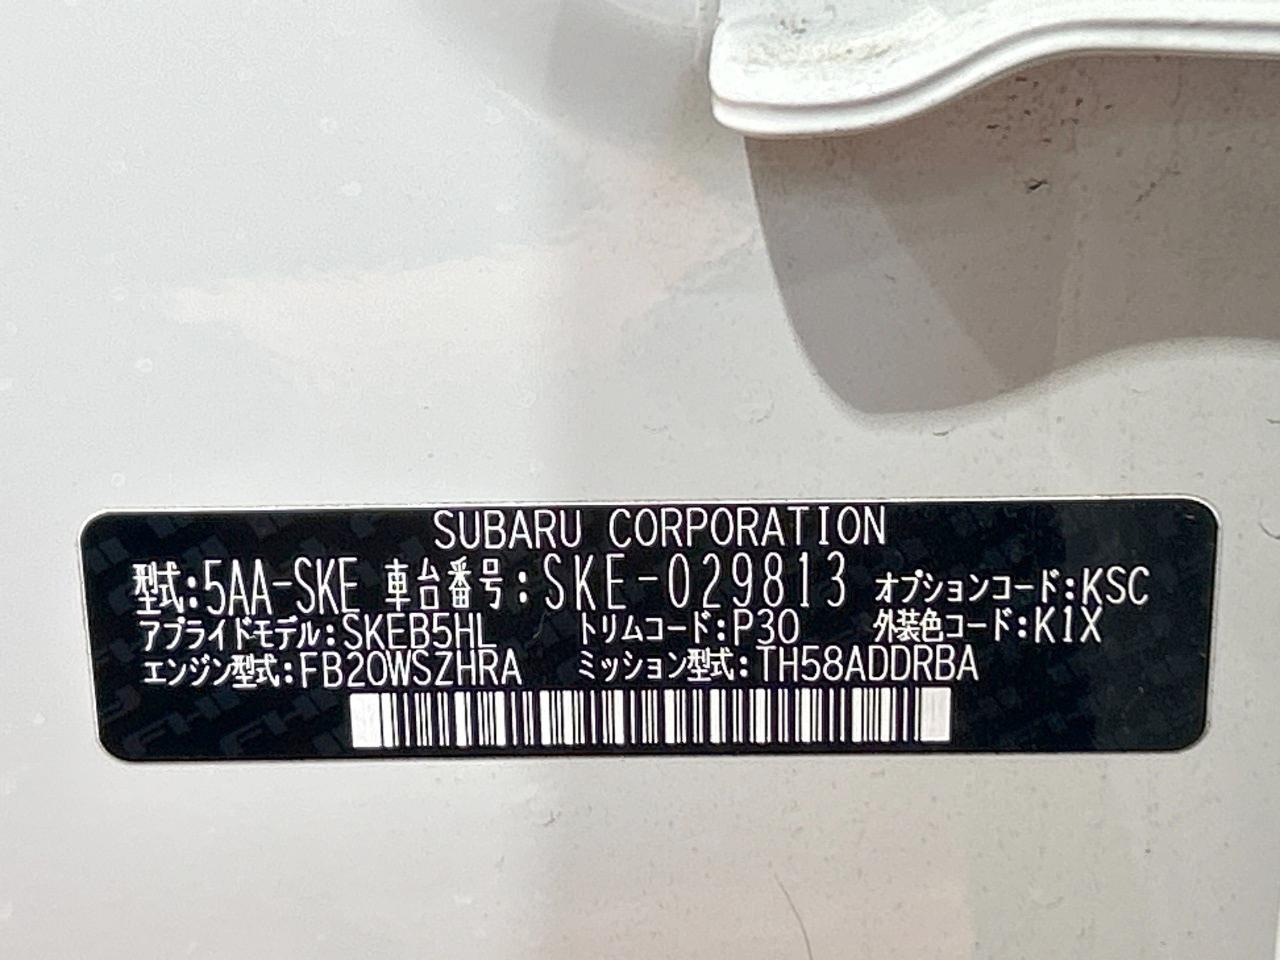 SUBARU CORPORATION
型式:5AA-SKE 車台番号:SKE-029813 オプションコード:KSC
アプライドモデル:SKEB5HL トリムコード:P30 外装色コード:K1X
エンジン型式:FB20WSZHRA ミッション型式:TH58ADDRBA